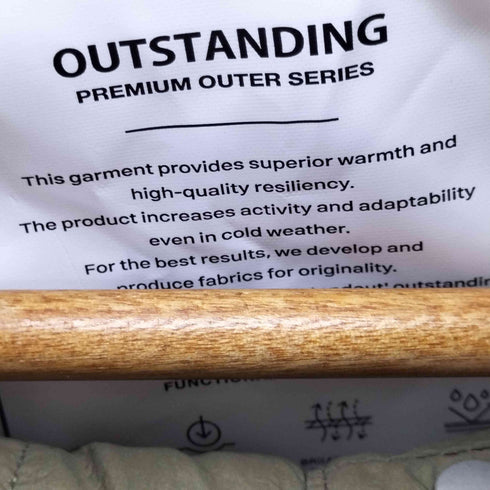 OUTSTANDING
PREMIUM OUTER SERIES
This garment provides superior warmth and
high-quality resiliency.
The product increases activity and adaptability
even in cold weather.
For the best results, we develop and
produce fabrics for originality.
outstandin